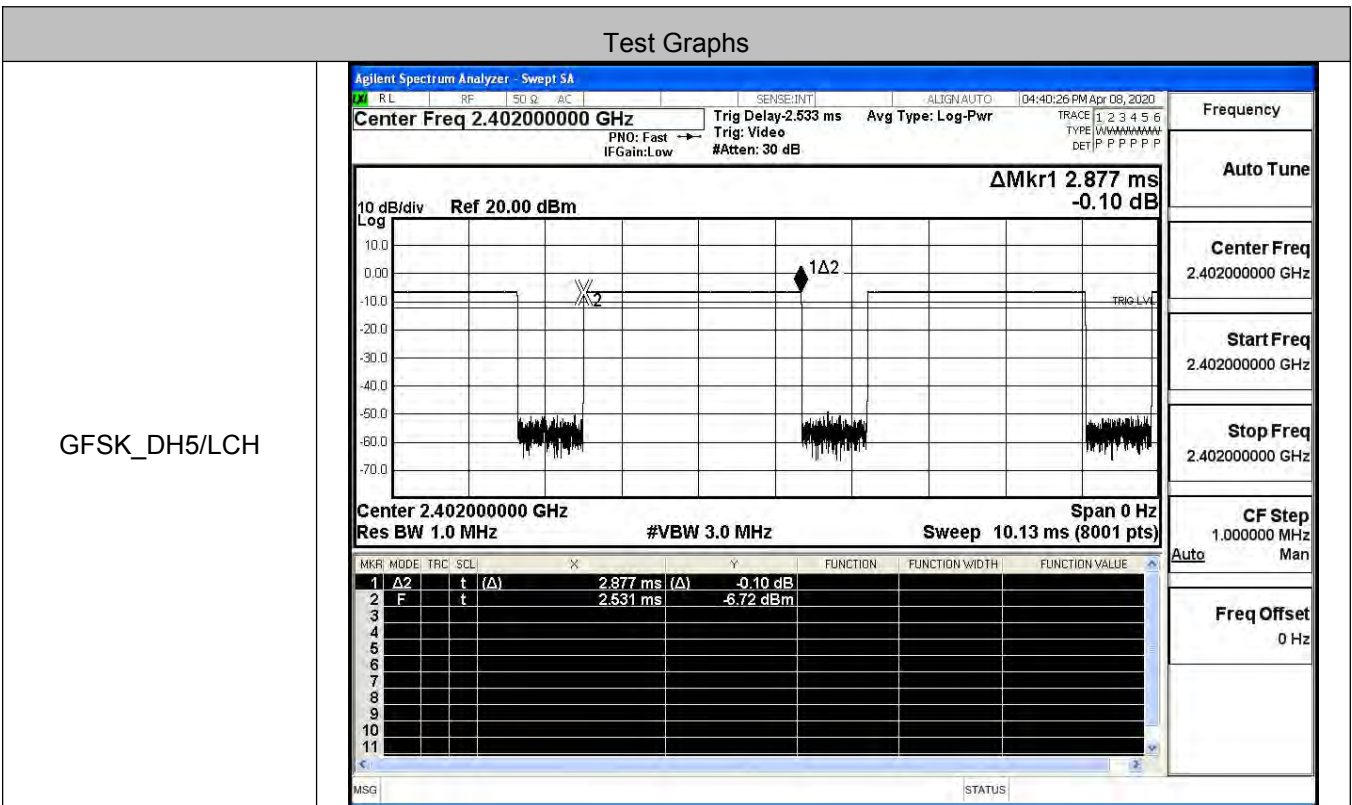 Test Graphs
GFSK_DH5/LCH
Agilent Spectrum Analyzer - Swept SA
RL RF 50 Ω AC SENSE:INT ALIGN AUTO 04:40:26 PM Apr 08, 2020
Center Freq 2.402000000 GHz
PNO: Fast
IFGain:Low
Trig Delay-2.533 ms
Trig: Video
#Atten: 30 dB
Avg Type: Log-Pwr
TRACE 1 2 3 4 5 6
TYPE WWWWWW
DET P P P P P P
ΔMkr1 2.877 ms
-0.10 dB
10 dB/div Ref 20.00 dBm
Log
10.0
0.00
-10.0
-20.0
-30.0
-40.0
-50.0
-60.0
-70.0
2
1Δ2
TRIG LVL
Center 2.402000000 GHz Span 0 Hz
Res BW 1.0 MHz #VBW 3.0 MHz Sweep 10.13 ms (8001 pts)
MKR MODE TRC SCL X Y FUNCTION FUNCTION WIDTH FUNCTION VALUE
1 Δ2 t (Δ) 2.877 ms (Δ) -0.10 dB
2 F t 2.531 ms -6.72 dBm
3
4
5
6
7
8
9
10
11
MSG STATUS
Frequency
Auto Tune
Center Freq
2.402000000 GHz
Start Freq
2.402000000 GHz
Stop Freq
2.402000000 GHz
CF Step
1.000000 MHz
Auto Man
Freq Offset
0 Hz